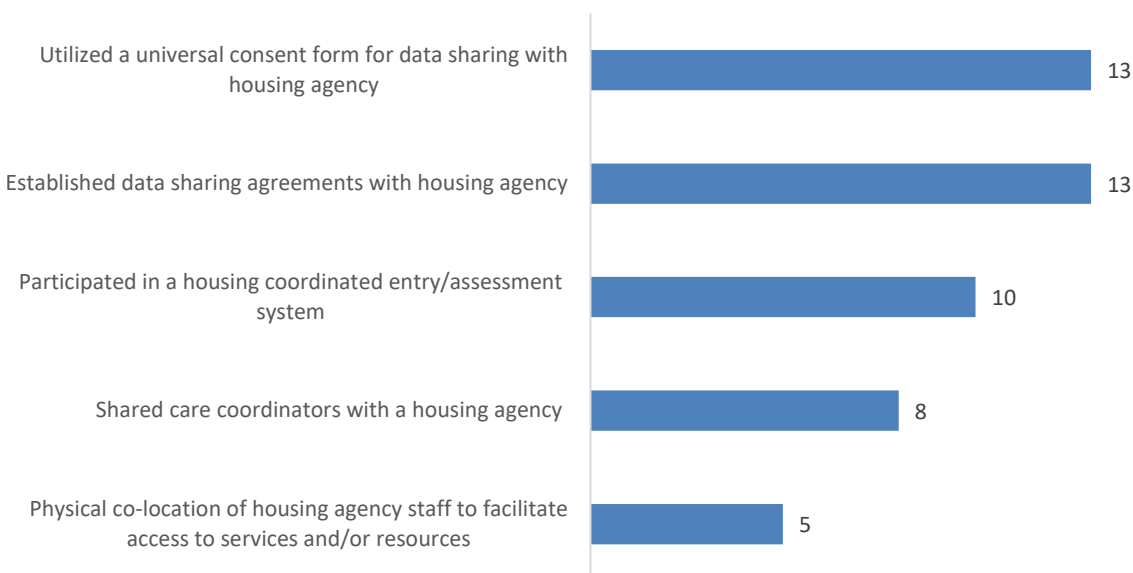 Utilized a universal consent form for data sharing with
housing agency
13
Established data sharing agreements with housing agency
13
Participated in a housing coordinated entry/assessment
system
10
Shared care coordinators with a housing agency
8
Physical co-location of housing agency staff to facilitate
access to services and/or resources
5